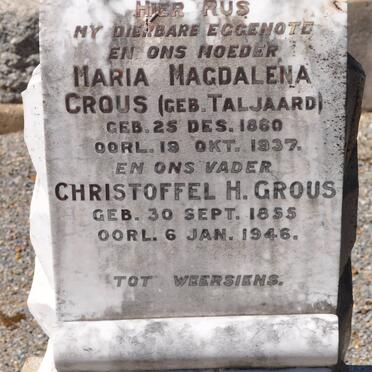 HIER RUS
MY DIERBARE EGGENOTE
EN ONS MOEDER
MARIA MAGDALENA
CROUS (GEB. TALJAARD)
GEB. 25 DES. 1860
OORL. 19 OKT. 1937.
EN ONS VADER
CHRISTOFFEL H. CROUS
GEB. 30 SEPT. 1855
OORL. 6 JAN. 1946.
TOT WEERSIENS.